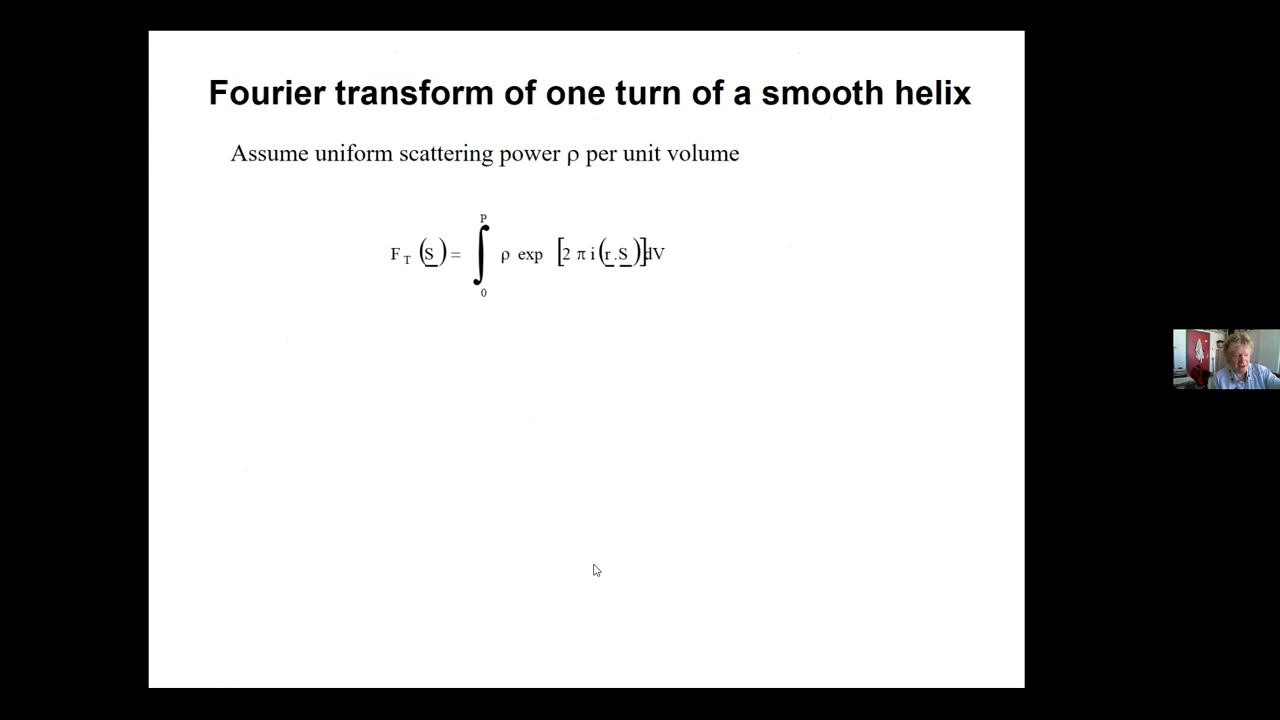 Fourier transform of one turn of a smooth helix
Assume uniform scattering power ρ per unit volume
F_T (S) = ∫_0^P ρ exp [2 π i (r.S)]dV